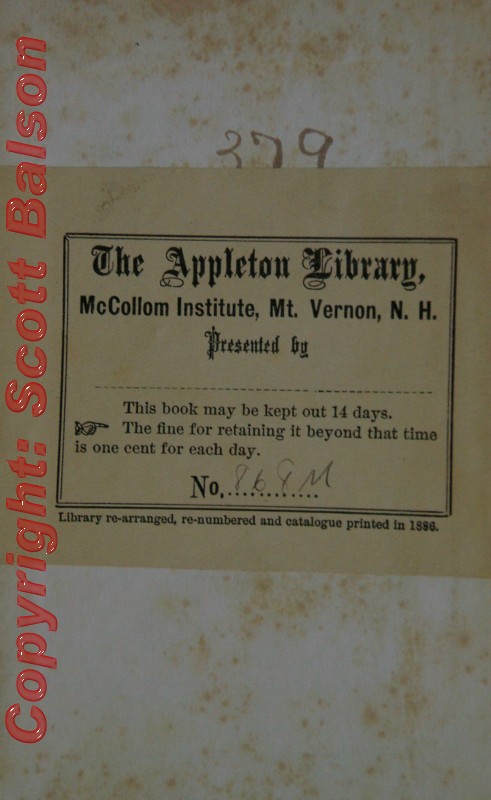 Copyright: Scott Balson
379
The Appleton Library,
McCollom Institute, Mt. Vernon, N. H.
Presented by
This book may be kept out 14 days.
☞ The fine for retaining it beyond that time
is one cent for each day.
No. 868M
Library re-arranged, re-numbered and catalogue printed in 1886.